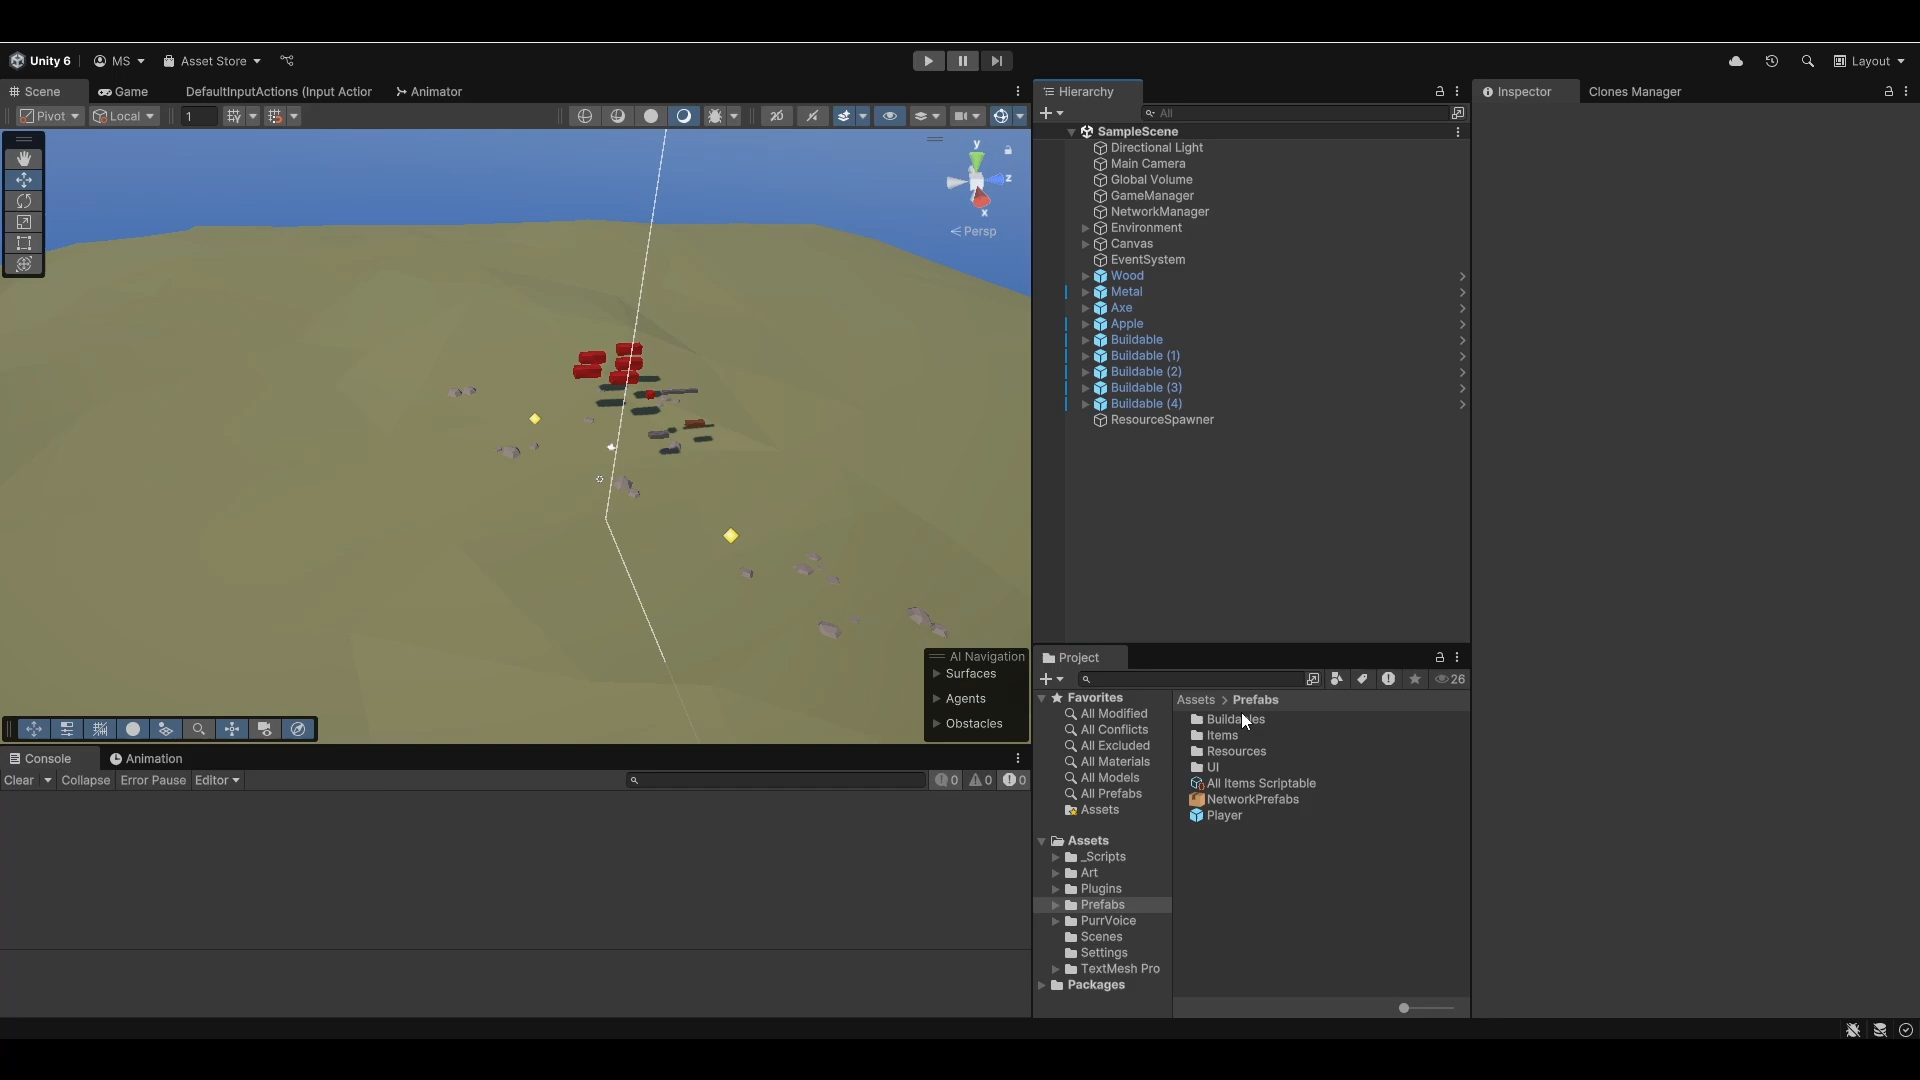 Unity 6 MS Asset Store Layout
Scene Game DefaultInputActions (Input Actior Animator
Pivot Local 1
y
z
x
Persp
AI Navigation
Surfaces
Agents
Obstacles
Console Animation
Clear Collapse Error Pause Editor 0 0 0
Hierarchy
All
SampleScene
Directional Light
Main Camera
Global Volume
GameManager
NetworkManager
Environment
Canvas
EventSystem
Wood
Metal
Axe
Apple
Buildable
Buildable (1)
Buildable (2)
Buildable (3)
Buildable (4)
ResourceSpawner
Project
26
Favorites
All Modified
All Conflicts
All Excluded
All Materials
All Models
All Prefabs
Assets
Assets
_Scripts
Art
Plugins
Prefabs
PurrVoice
Scenes
Settings
TextMesh Pro
Packages
Assets > Prefabs
Buildables
Items
Resources
UI
All Items Scriptable
NetworkPrefabs
Player
Inspector Clones Manager